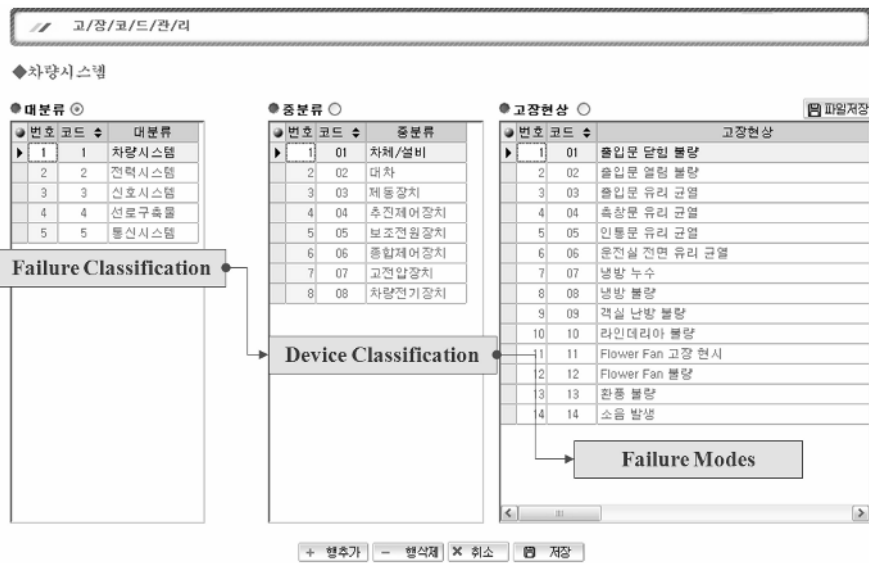 고/장/코/드/관/리
◆차량시스템
대분류
번호 코드 대분류
1 1 차량시스템
2 2 전력시스템
3 3 신호시스템
4 4 선로구축물
5 5 통신시스템
Failure Classification
중분류
번호 코드 중분류
1 01 차체/설비
2 02 대차
3 03 제동장치
4 04 추진제어장치
5 05 보조전원장치
6 06 종합제어장치
7 07 고전압장치
8 08 차량전기장치
Device Classification
고장현상
파일저장
번호 코드 고장현상
1 01 출입문 닫힘 불량
2 02 출입문 열림 불량
3 03 출입문 유리 균열
4 04 측창문 유리 균열
5 05 인통문 유리 균열
6 06 운전실 전면 유리 균열
7 07 냉방 누수
8 08 냉방 불량
9 09 객실 난방 불량
10 10 라인데리아 불량
11 11 Flower Fan 고장 현시
12 12 Flower Fan 불량
13 13 환풍 불량
14 14 소음 발생
Failure Modes
+ 행추가 − 행삭제 X 취소 저장